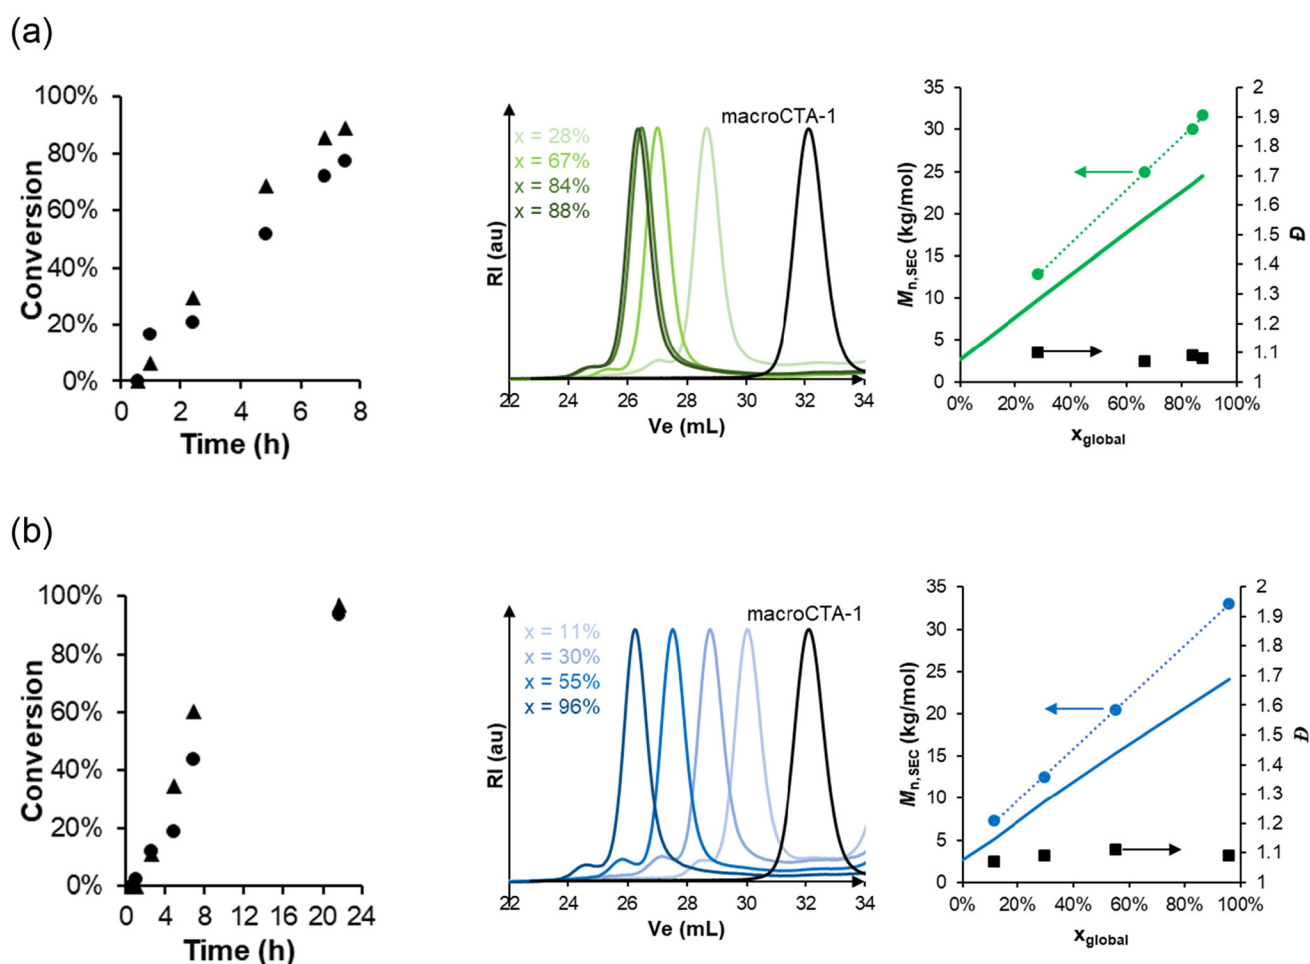 (a)
100%
80%
60%
40%
20%
0%
Conversion
0 2 4 6 8
Time (h)
macroCTA-1
x = 28%
x = 67%
x = 84%
x = 88%
RI (au)
22 24 26 28 30 32 34
Ve (mL)
35
30
25
20
15
10
5
0
Mn,SEC (kg/mol)
2
1.9
1.8
1.7
1.6
1.5
1.4
1.3
1.2
1.1
1
Đ
0% 20% 40% 60% 80% 100%
xglobal
(b)
100%
80%
60%
40%
20%
0%
Conversion
0 4 8 12 16 20 24
Time (h)
macroCTA-1
x = 11%
x = 30%
x = 55%
x = 96%
RI (au)
22 24 26 28 30 32 34
Ve (mL)
35
30
25
20
15
10
5
0
Mn,SEC (kg/mol)
2
1.9
1.8
1.7
1.6
1.5
1.4
1.3
1.2
1.1
1
Đ
0% 20% 40% 60% 80% 100%
xglobal